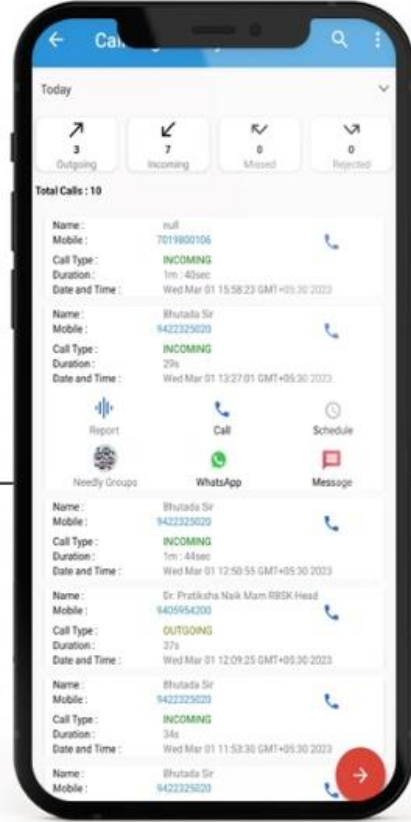 Cal
Today
3
Outgoing
7
Incoming
0
Missed
0
Rejected
Total Calls : 10
Name : null
Mobile : 7019800106
Call Type : INCOMING
Duration : 1m : 40sec
Date and Time : Wed Mar 01 15:58:23 GMT+05:30 2023
Name : Bhutada Sir
Mobile : 9422325020
Call Type : INCOMING
Duration : 29s
Date and Time : Wed Mar 01 13:27:01 GMT+05:30 2023
Report Call Schedule
Needly Groups WhatsApp Message
Name : Bhutada Sir
Mobile : 9422325020
Call Type : INCOMING
Duration : 1m : 44sec
Date and Time : Wed Mar 01 12:50:55 GMT+05:30 2023
Name : Dr. Pratiksha Naik Mam RBSK Head
Mobile : 9405954200
Call Type : OUTGOING
Duration : 37s
Date and Time : Wed Mar 01 12:09:25 GMT+05:30 2023
Name : Bhutada Sir
Mobile : 9422325020
Call Type : INCOMING
Duration : 34s
Date and Time : Wed Mar 01 11:53:30 GMT+05:30 2023
Name : Bhutada Sir
Mobile : 9422325020